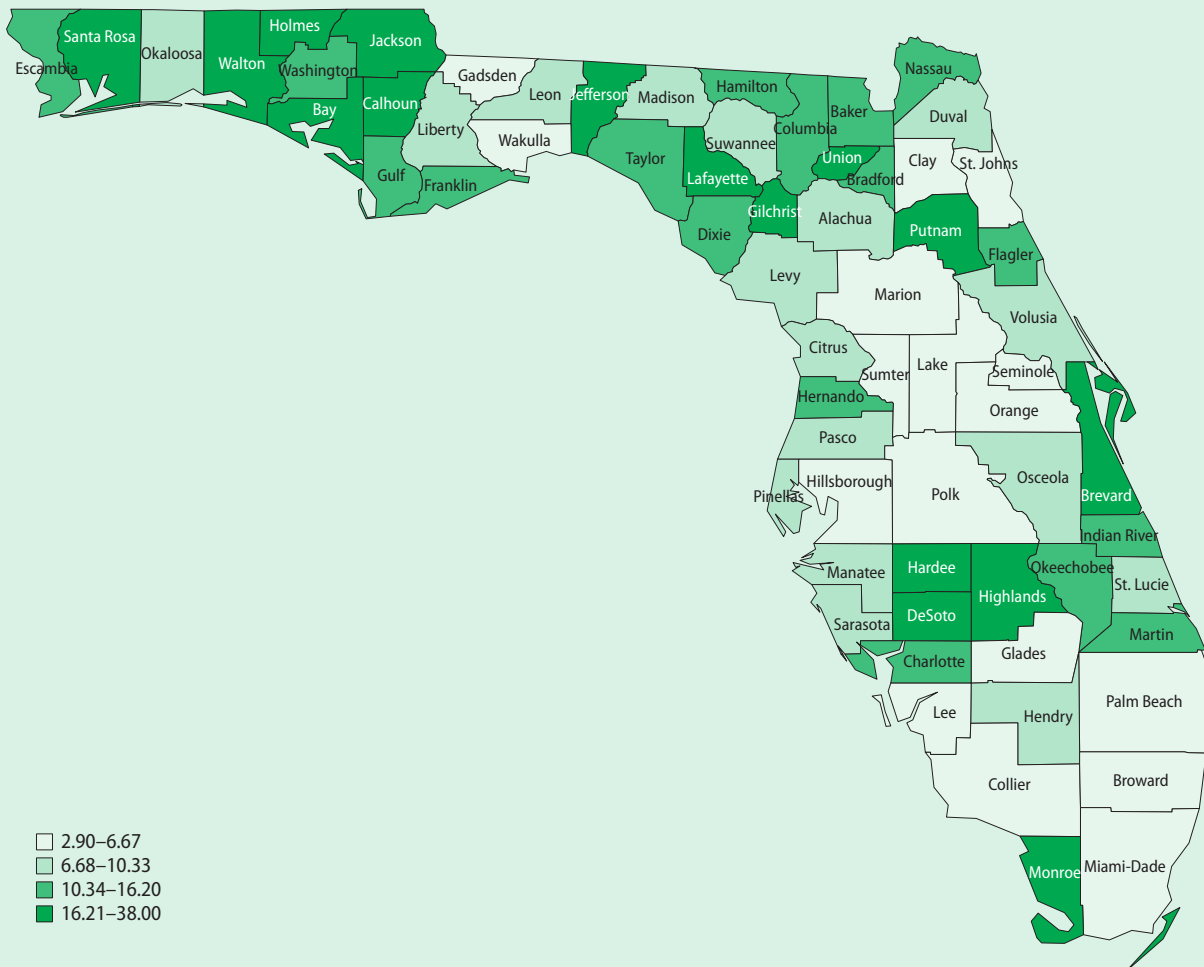 Holmes
Santa Rosa
Jackson
Okaloosa
Walton
Escambia
Washington
Gadsden
Nassau
Bay
Calhoun
Leon
Jefferson
Madison
Hamilton
Baker
Liberty
Duval
Wakulla
Columbia
Suwannee
Taylor
Union
Clay
St. Johns
Gulf
Franklin
Lafayette
Bradford
Gilchrist
Alachua
Dixie
Putnam
Flagler
Levy
Marion
Volusia
Citrus
Sumter
Lake
Seminole
Hernando
Orange
Pasco
Hillsborough
Osceola
Pinellas
Polk
Brevard
Indian River
Manatee
Hardee
Okeechobee
St. Lucie
Highlands
DeSoto
Sarasota
Martin
Charlotte
Glades
Palm Beach
Lee
Hendry
Collier
Broward
Monroe
Miami-Dade
2.90–6.67
6.68–10.33
10.34–16.20
16.21–38.00